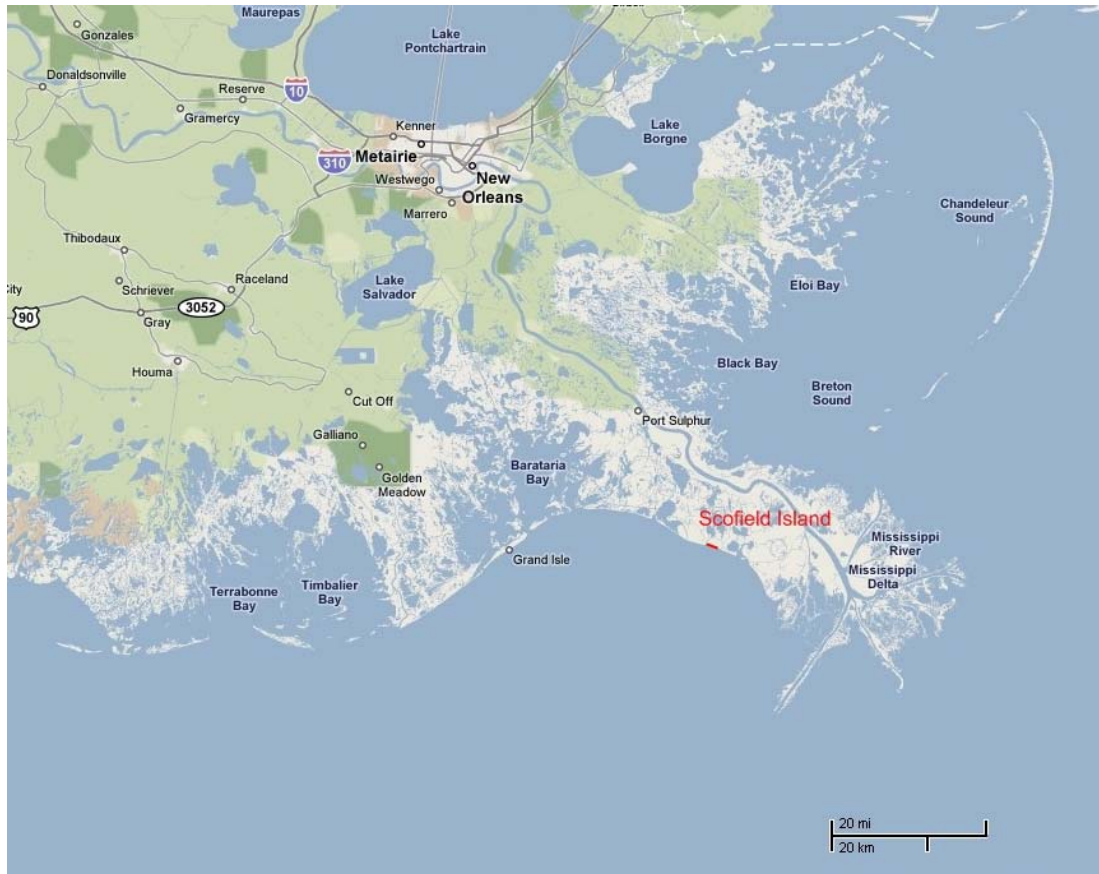 Maurepas
Gonzales
Lake
Pontchartrain
Donaldsonville
Reserve
10
Gramercy
Kenner
Lake
Borgne
Metairie
310
New
Orleans
Westwego
Marrero
Chandeleur
Sound
Thibodaux
Schriever
Raceland
Lake
Salvador
Eloi Bay
City
90
3052
Gray
Houma
Black Bay
Cut Off
Breton
Sound
Port Sulphur
Galliano
Golden
Meadow
Barataria
Bay
Scofield Island
Mississippi
River
Grand Isle
Mississippi
Delta
Terrabonne
Bay
Timbalier
Bay
20 mi
20 km